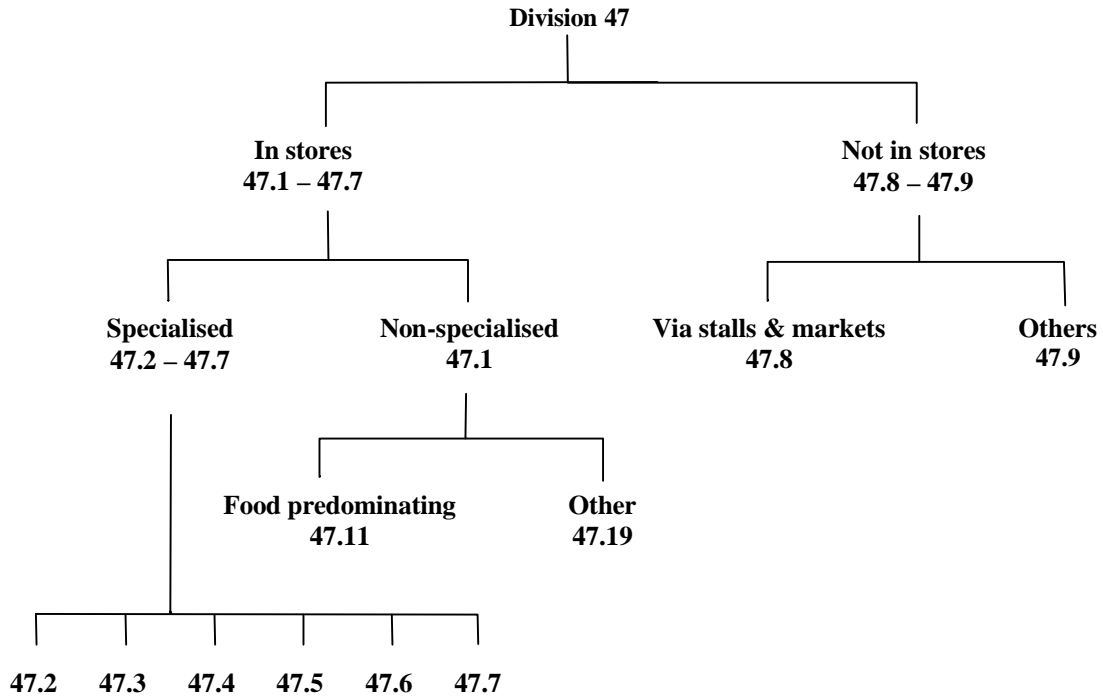 Division 47
In stores
47.1 – 47.7
Not in stores
47.8 – 47.9
Specialised
47.2 – 47.7
Non-specialised
47.1
Via stalls & markets
47.8
Others
47.9
Food predominating
47.11
Other
47.19
47.2 47.3 47.4 47.5 47.6 47.7